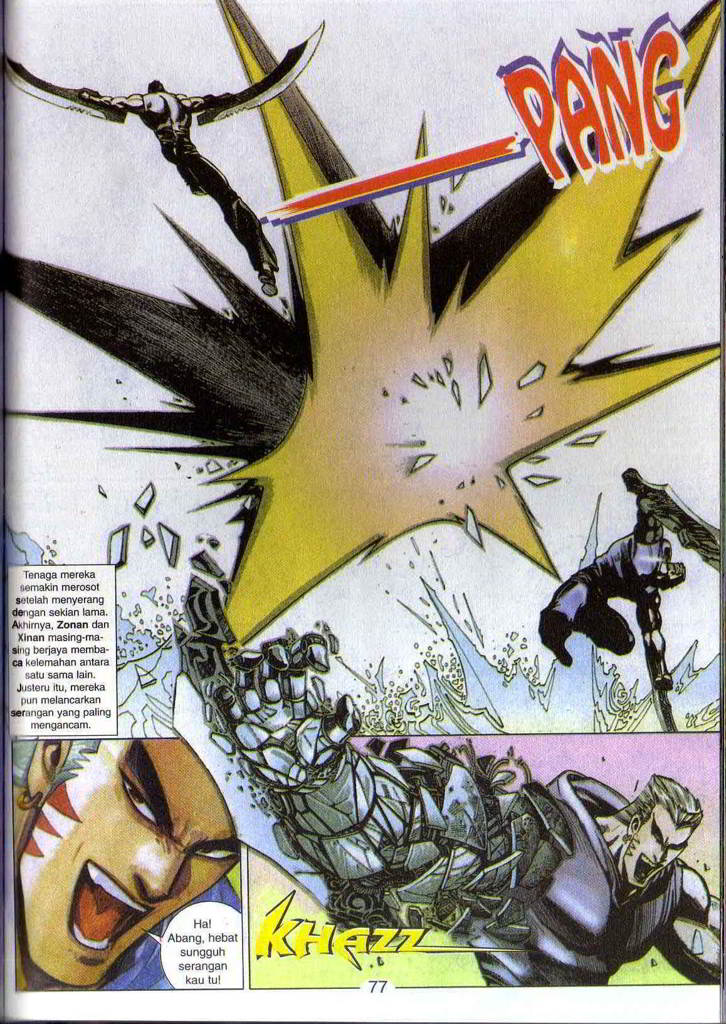 PANG
Tenaga mereka
semakin merosot
setelah menyerang
dengan sekian lama.
Akhirnya, Zonan dan
Xinan masing-ma-
sing berjaya memba-
ca kelemahan antara
satu sama lain.
Justeru itu, mereka
pun melancarkan
serangan yang paling
mengancam.
Ha!
Abang, hebat
sungguh
serangan
kau tu!
KHAZZ
77